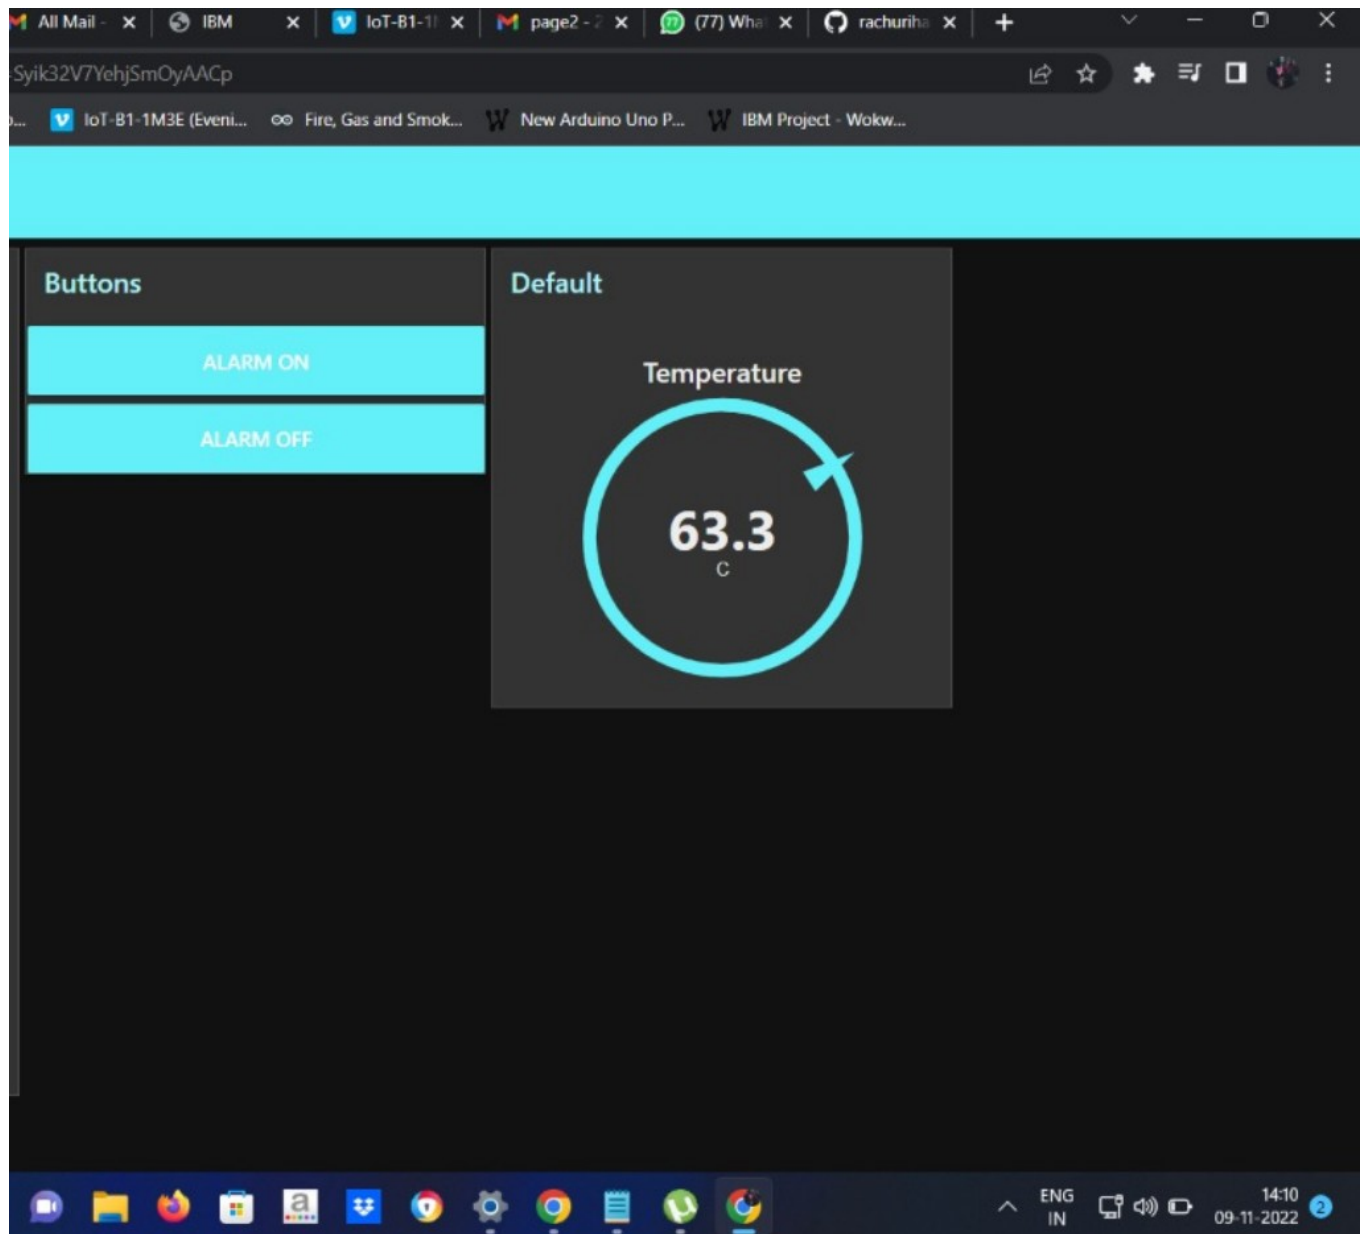 All Mail -
IBM
IoT-B1-1
page2 - 2
(77) What
rachuriha
Syik32V7YehjSmOyAACp
IoT-B1-1M3E (Eveni...
Fire, Gas and Smok...
New Arduino Uno P...
IBM Project - Wokw...
Buttons
Default
ALARM ON
ALARM OFF
Temperature
63.3
C
ENG
IN
14:10
09-11-2022
2